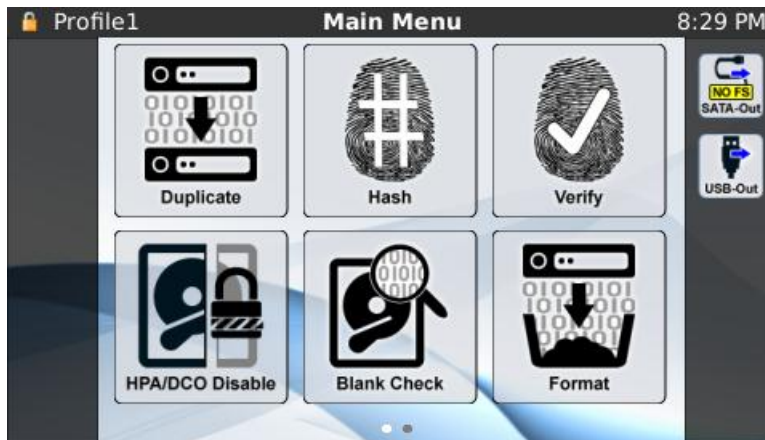 Profile1 Main Menu 8:29 PM
Duplicate Hash Verify
NO FS
SATA-Out
USB-Out
HPA/DCO Disable Blank Check Format